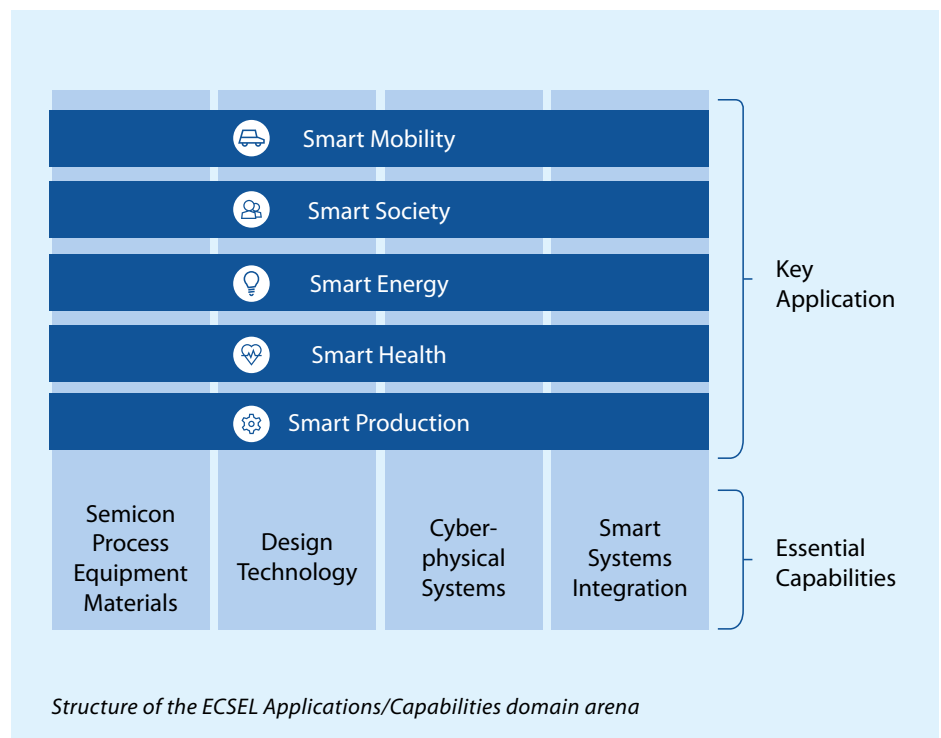 Smart Mobility
Smart Society
Smart Energy
Smart Health
Smart Production
Key
Application
Semicon
Process
Equipment
Materials
Design
Technology
Cyber-
physical
Systems
Smart
Systems
Integration
Essential
Capabilities
Structure of the ECSEL Applications/Capabilities domain arena